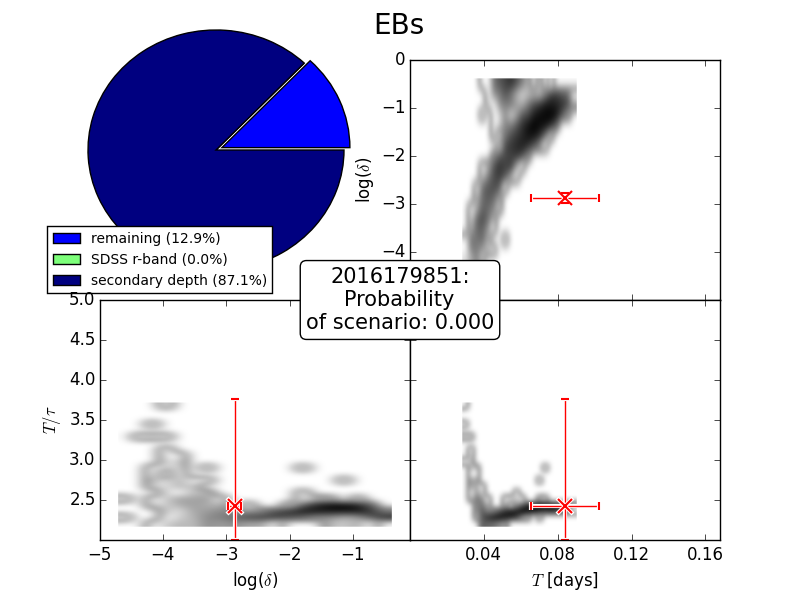 EBs
remaining (12.9%)
SDSS r-band (0.0%)
secondary depth (87.1%)
0
−1
−2
−3
−4
log(δ)
2016179851:
Probability
of scenario: 0.000
5.0
4.5
4.0
3.5
3.0
2.5
T/τ
−5
−4
−3
−2
−1
log(δ)
0.04
0.08
0.12
0.16
T [days]